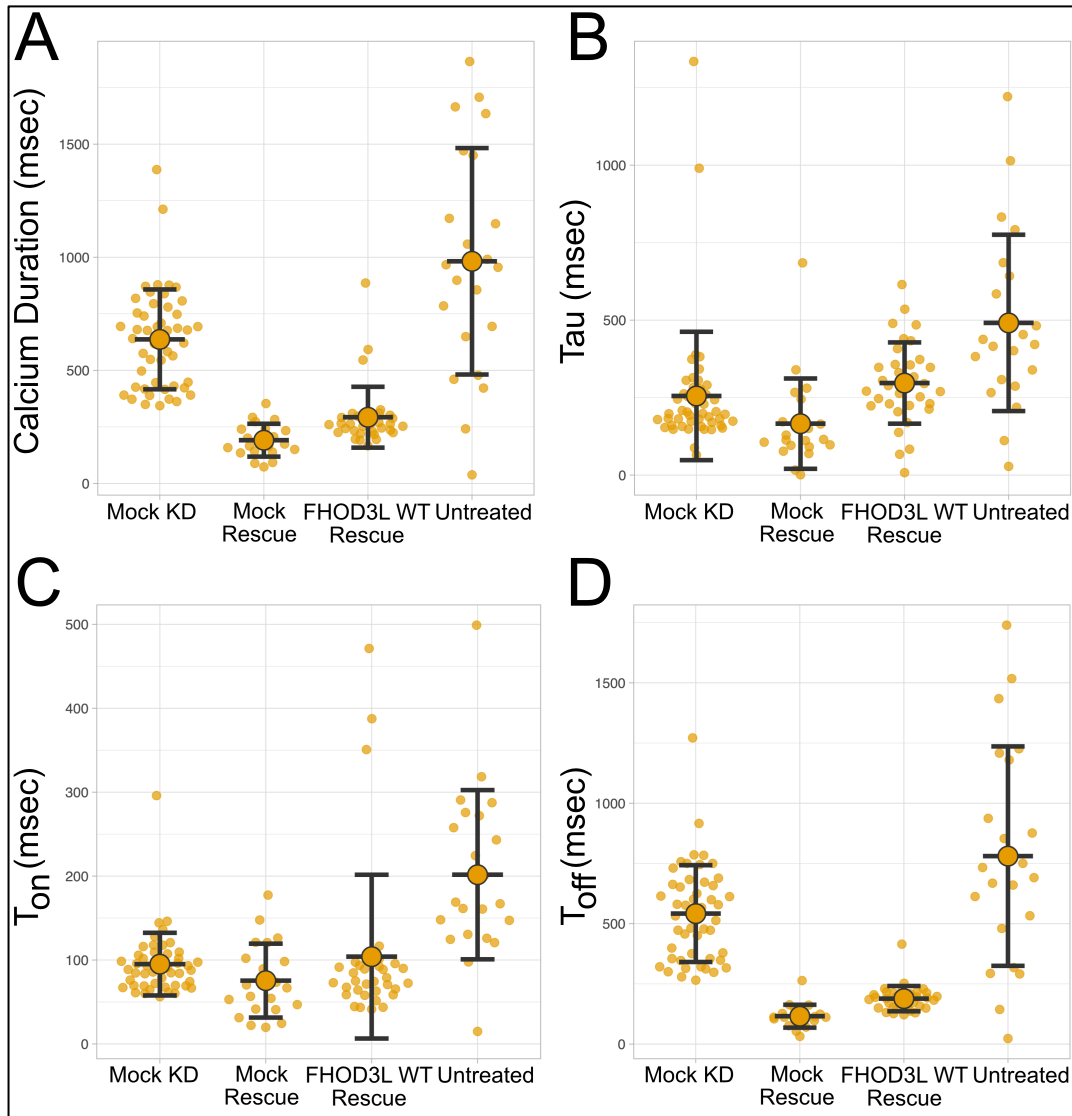 A
Calcium Duration (msec)
1500
1000
500
0
Mock KD
Mock
Rescue
FHOD3L WT
Rescue
Untreated
B
Tau (msec)
1000
500
0
Mock KD
Mock
Rescue
FHOD3L WT
Rescue
Untreated
C
Ton (msec)
500
400
300
200
100
0
Mock KD
Mock
Rescue
FHOD3L WT
Rescue
Untreated
D
Toff (msec)
1500
1000
500
0
Mock KD
Mock
Rescue
FHOD3L WT
Rescue
Untreated